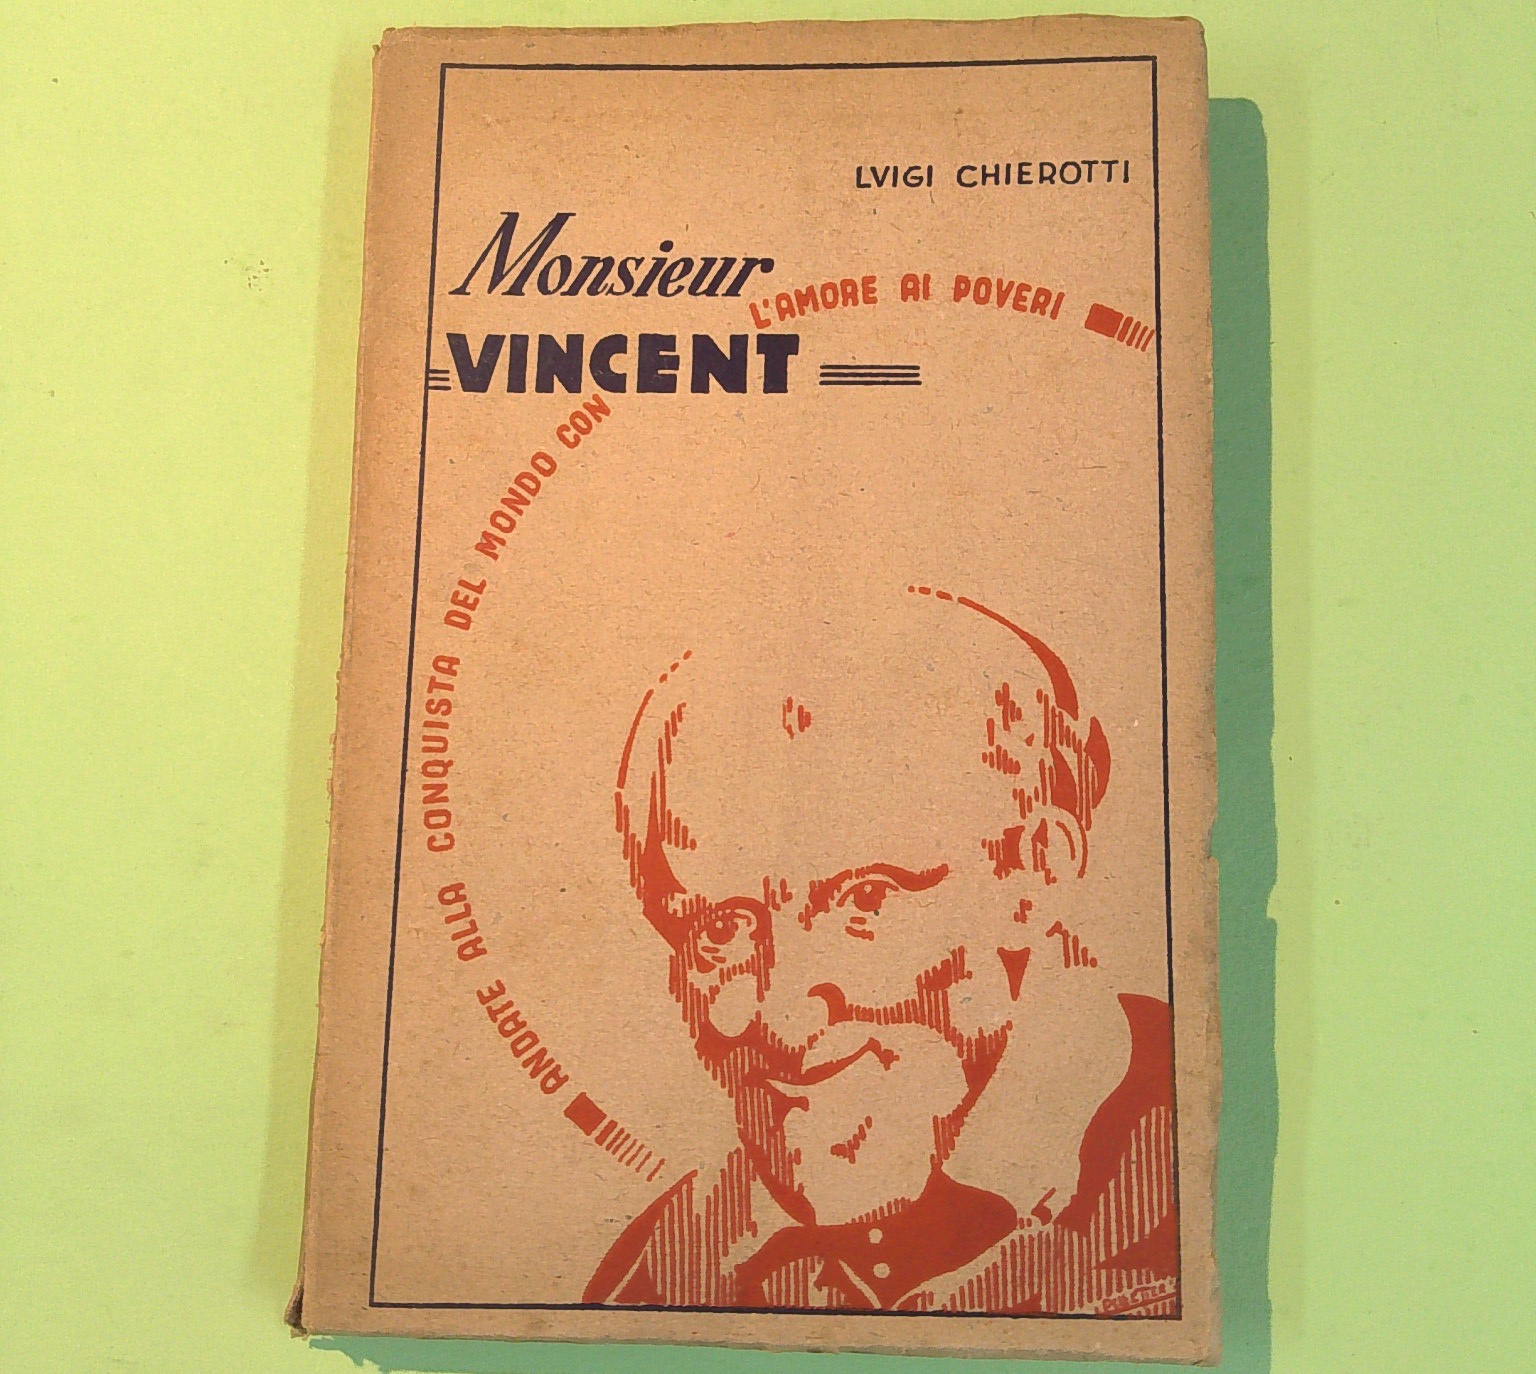 LVIGI CHIEROTTI
Monsieur
VINCENT
ANDATE ALLA CONQUISTA DEL MONDO CON
L'AMORE AI POVERI